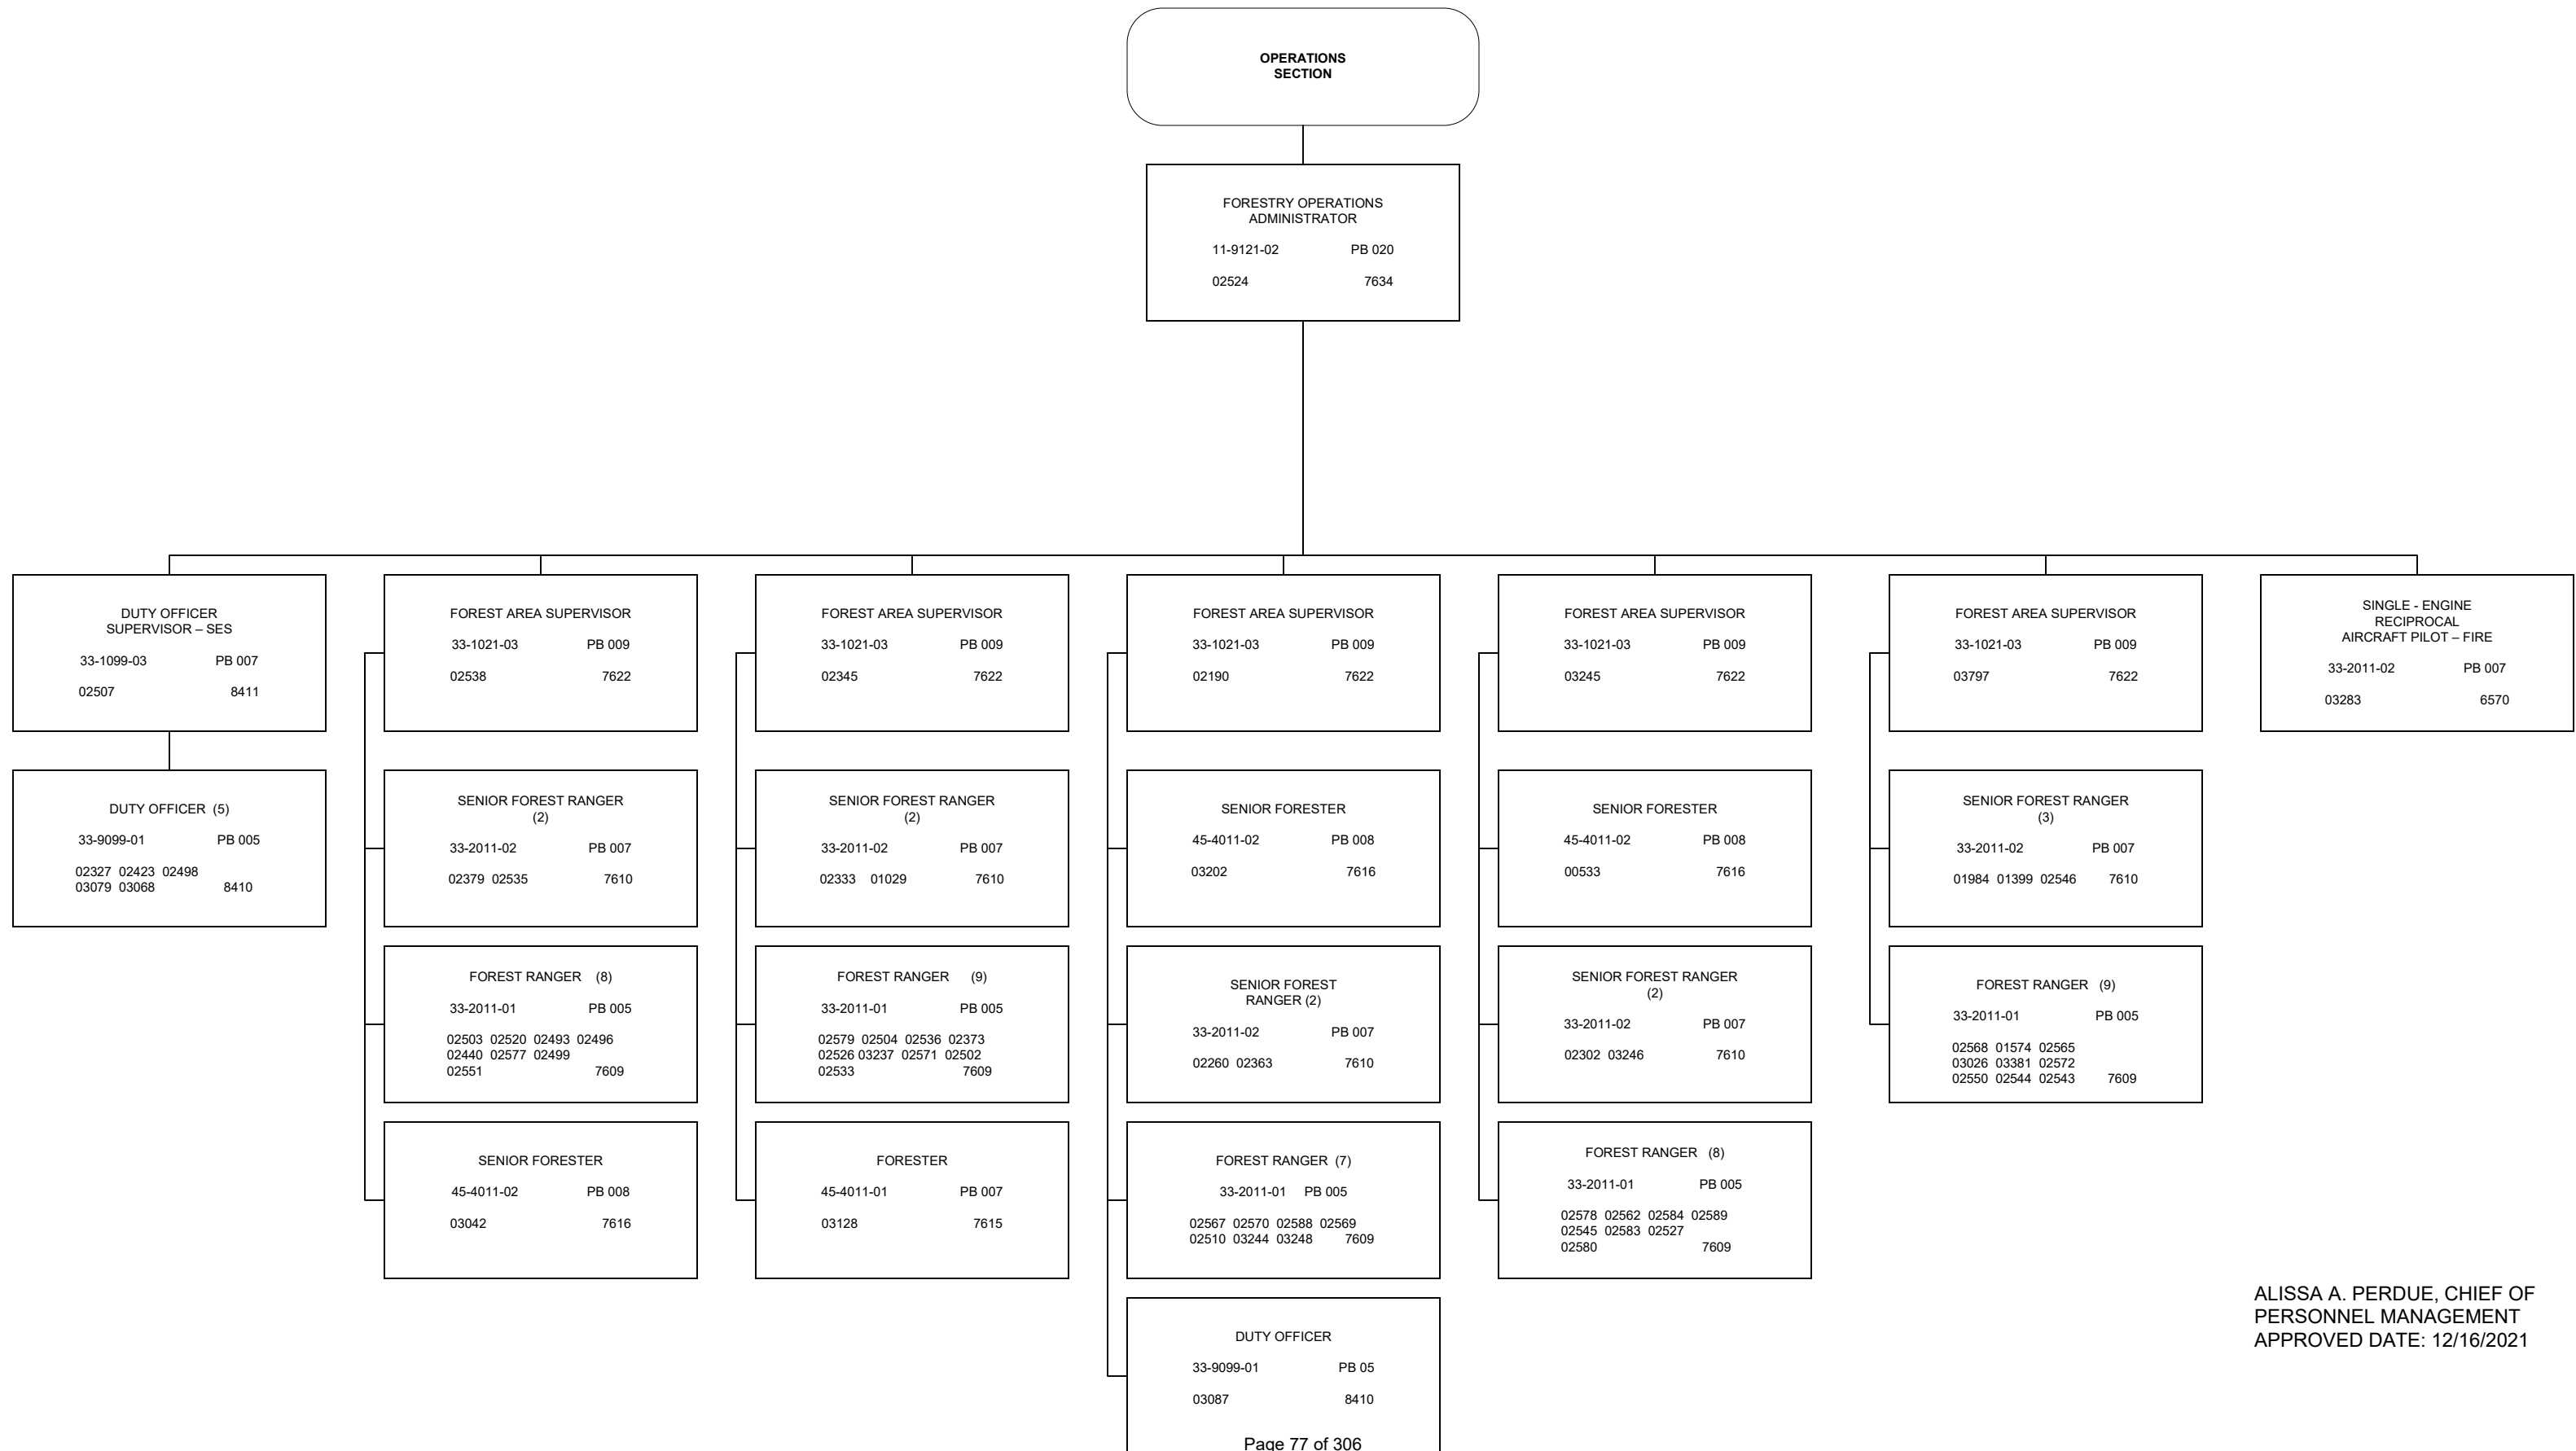 OPERATIONS
SECTION
FORESTRY OPERATIONS
ADMINISTRATOR
11-9121-02 PB 020
02524 7634
DUTY OFFICER
SUPERVISOR – SES
33-1099-03 PB 007
02507 8411
DUTY OFFICER (5)
33-9099-01 PB 005
02327 02423 02498
03079 03068 8410
FOREST AREA SUPERVISOR
33-1021-03 PB 009
02538 7622
SENIOR FOREST RANGER
(2)
33-2011-02 PB 007
02379 02535 7610
FOREST RANGER (8)
33-2011-01 PB 005
02503 02520 02493 02496
02440 02577 02499
02551 7609
SENIOR FORESTER
45-4011-02 PB 008
03042 7616
FOREST AREA SUPERVISOR
33-1021-03 PB 009
02345 7622
SENIOR FOREST RANGER
(2)
33-2011-02 PB 007
02333 01029 7610
FOREST RANGER (9)
33-2011-01 PB 005
02579 02504 02536 02373
02526 03237 02571 02502
02533 7609
FORESTER
45-4011-01 PB 007
03128 7615
FOREST AREA SUPERVISOR
33-1021-03 PB 009
02190 7622
SENIOR FORESTER
45-4011-02 PB 008
03202 7616
SENIOR FOREST
RANGER (2)
33-2011-02 PB 007
02260 02363 7610
FOREST RANGER (7)
33-2011-01 PB 005
02567 02570 02588 02569
02510 03244 03248 7609
DUTY OFFICER
33-9099-01 PB 05
03087 8410
FOREST AREA SUPERVISOR
33-1021-03 PB 009
03245 7622
SENIOR FORESTER
45-4011-02 PB 008
00533 7616
SENIOR FOREST RANGER
(2)
33-2011-02 PB 007
02302 03246 7610
FOREST RANGER (8)
33-2011-01 PB 005
02578 02562 02584 02589
02545 02583 02527
02580 7609
FOREST AREA SUPERVISOR
33-1021-03 PB 009
03797 7622
SENIOR FOREST RANGER
(3)
33-2011-02 PB 007
01984 01399 02546 7610
FOREST RANGER (9)
33-2011-01 PB 005
02568 01574 02565
03026 03381 02572
02550 02544 02543 7609
SINGLE - ENGINE
RECIPROCAL
AIRCRAFT PILOT – FIRE
33-2011-02 PB 007
03283 6570
ALISSA A. PERDUE, CHIEF OF
PERSONNEL MANAGEMENT
APPROVED DATE: 12/16/2021
Page 77 of 306